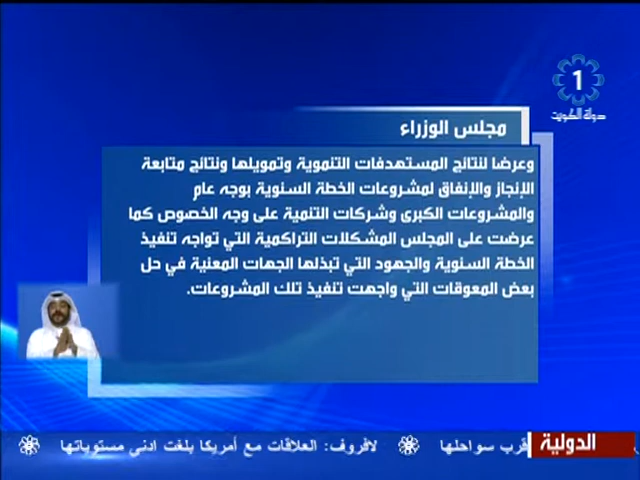 1
دولة الكويت
مجلس الوزراء
وعرضا لنتائج المستهدفات التنموية وتمويلها ونتائج متابعة
الإنجاز والإنفاق لمشروعات الخطة السنوية بوجه عام
والمشروعات الكبرى وشركات التنمية على وجه الخصوص كما
عرضت على المجلس المشكلات التراكمية التي تواجه تنفيذ
الخطة السنوية والجهود التي تبذلها الجهات المعنية في حل
بعض المعوقات التي واجهت تنفيذ تلك المشروعات.
الدولية قرب سواحلها لافروف: العلاقات مع أمريكا بلغت ادنى مستوياتها